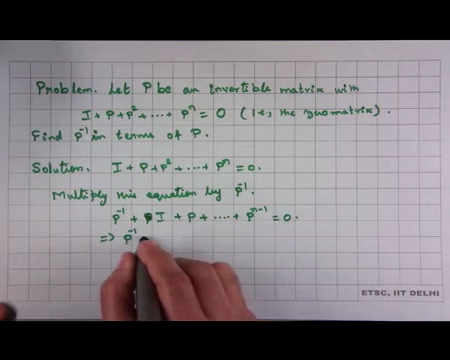 Problem. Let P be an invertible matrix with
I + P + P² + ... + Pⁿ = 0 (i.e., the zero matrix).
Find P⁻¹ in terms of P.
Solution. I + P + P² + ... + Pⁿ = 0.
Multiply this equation by P⁻¹.
P⁻¹ + I + P + .... + Pⁿ⁻¹ = 0.
=> P⁻¹
ETSC, IIT DELHI